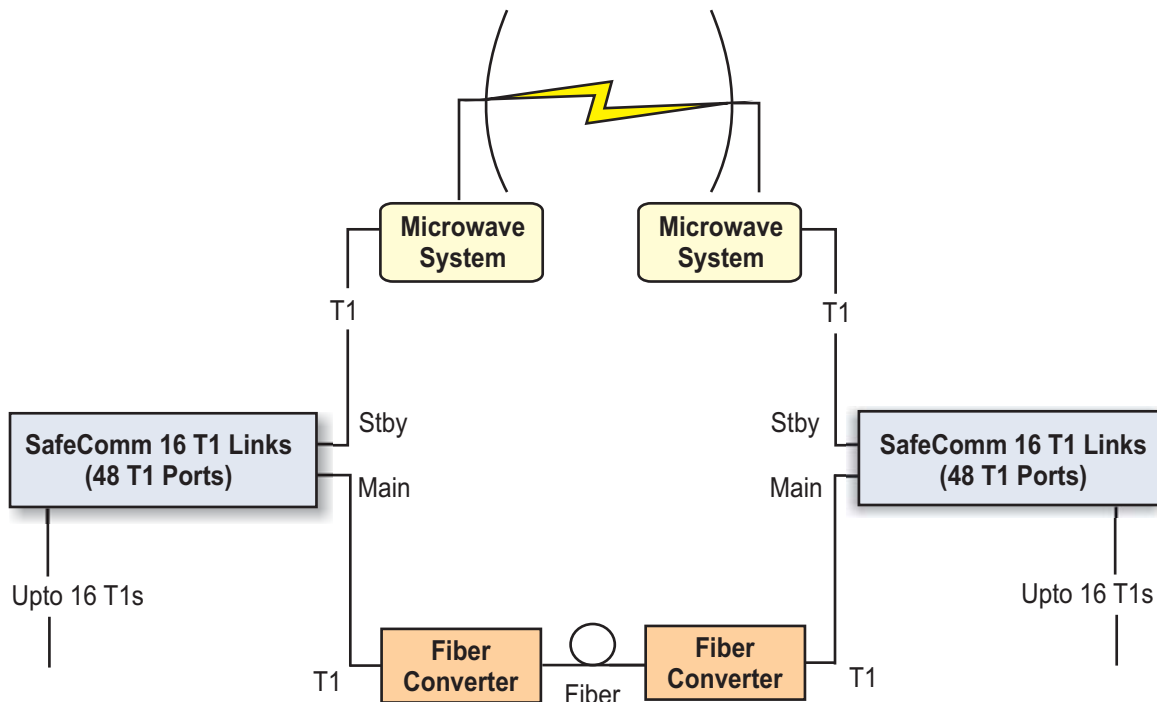 Microwave
System
Microwave
System
T1
T1
Stby
Stby
SafeComm 16 T1 Links
(48 T1 Ports)
SafeComm 16 T1 Links
(48 T1 Ports)
Main
Main
Upto 16 T1s
Upto 16 T1s
Fiber
Converter
Fiber
Converter
T1
T1
Fiber